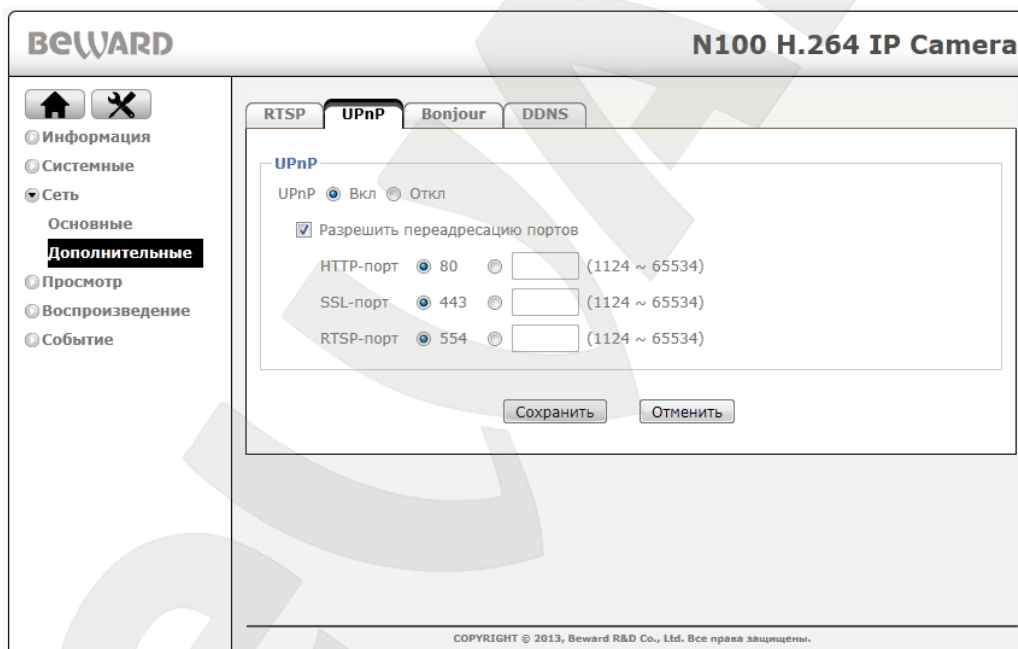 BEWARD
N100 H.264 IP Camera
Информация
Системные
Сеть
Основные
Дополнительные
Просмотр
Воспроизведение
Событие
RTSP UPnP Bonjour DDNS
UPnP
UPnP Вкл Откл
Разрешить переадресацию портов
HTTP-порт 80 (1124 ~ 65534)
SSL-порт 443 (1124 ~ 65534)
RTSP-порт 554 (1124 ~ 65534)
Сохранить Отменить
COPYRIGHT © 2013, Beward R&D Co., Ltd. Все права защищены.